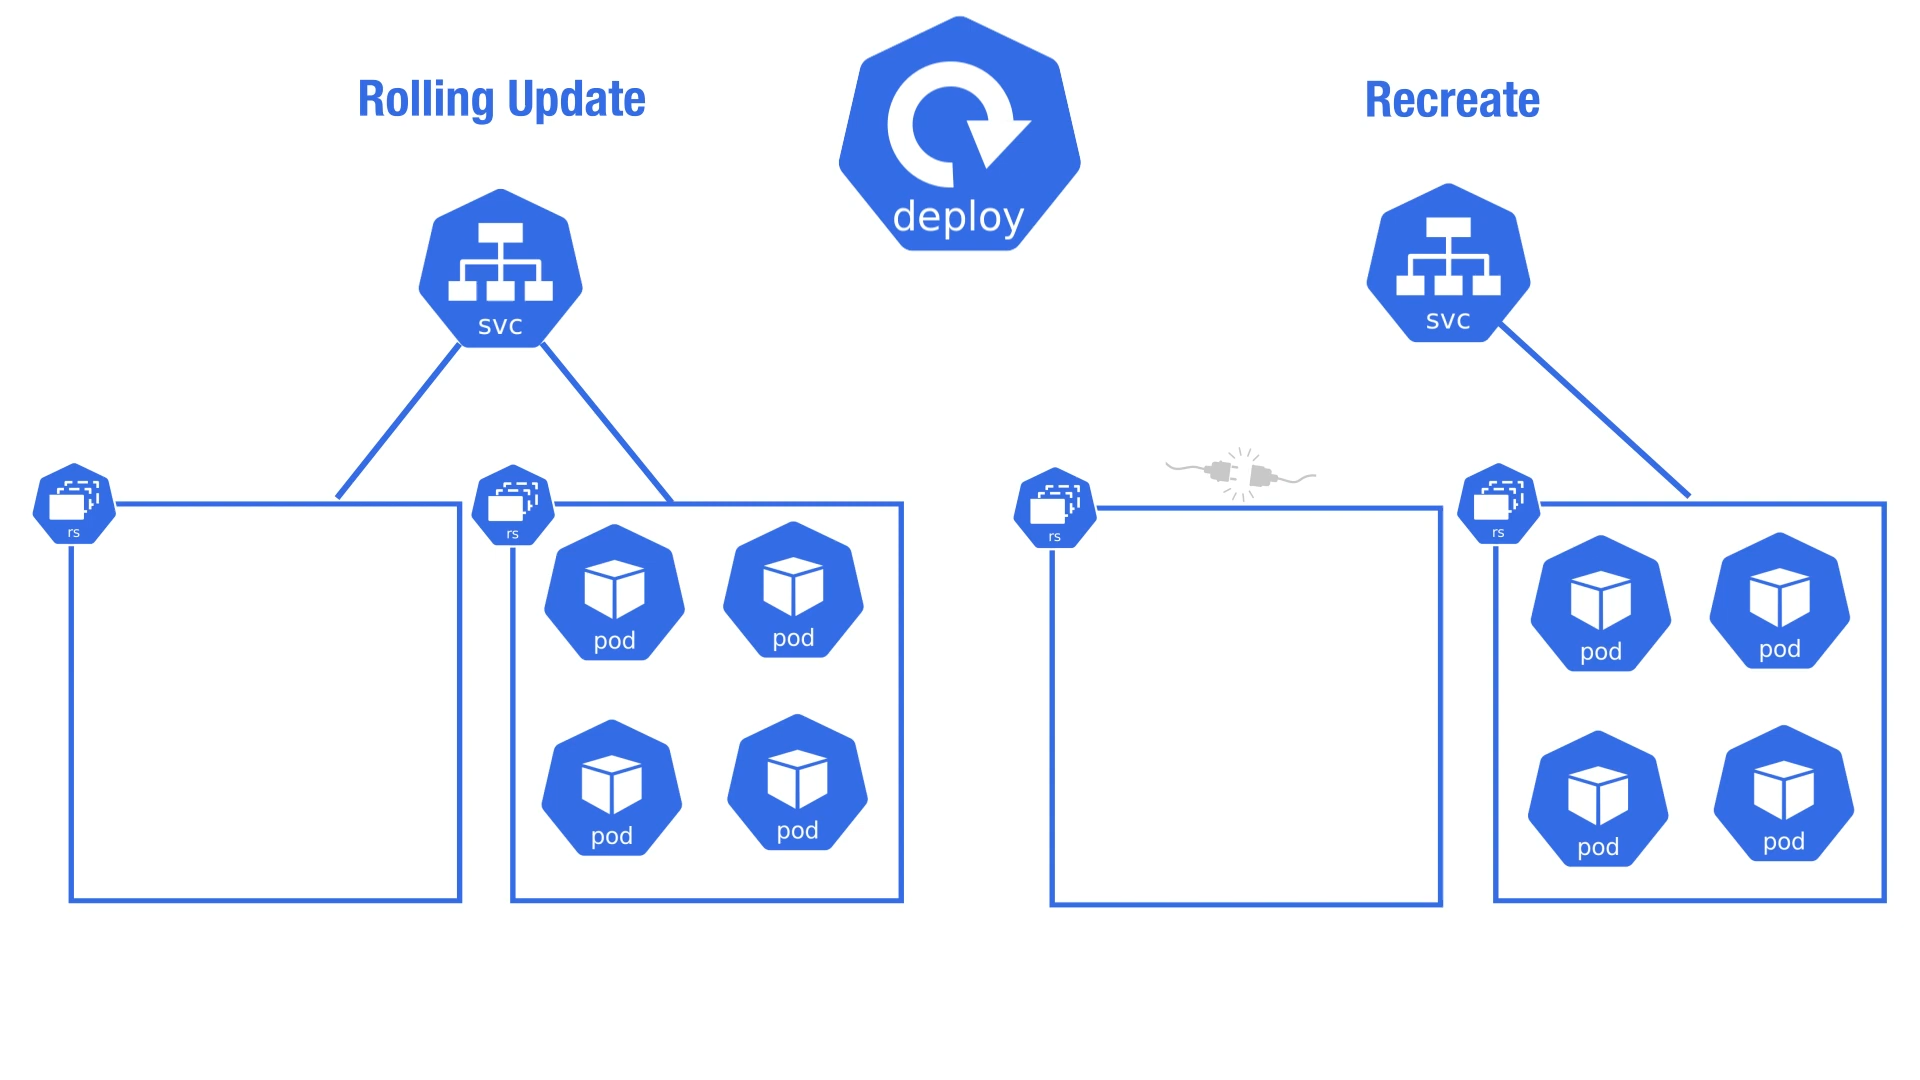 Rolling Update
deploy
Recreate
svc
svc
rs
rs
rs
rs
pod
pod
pod
pod
pod
pod
pod
pod